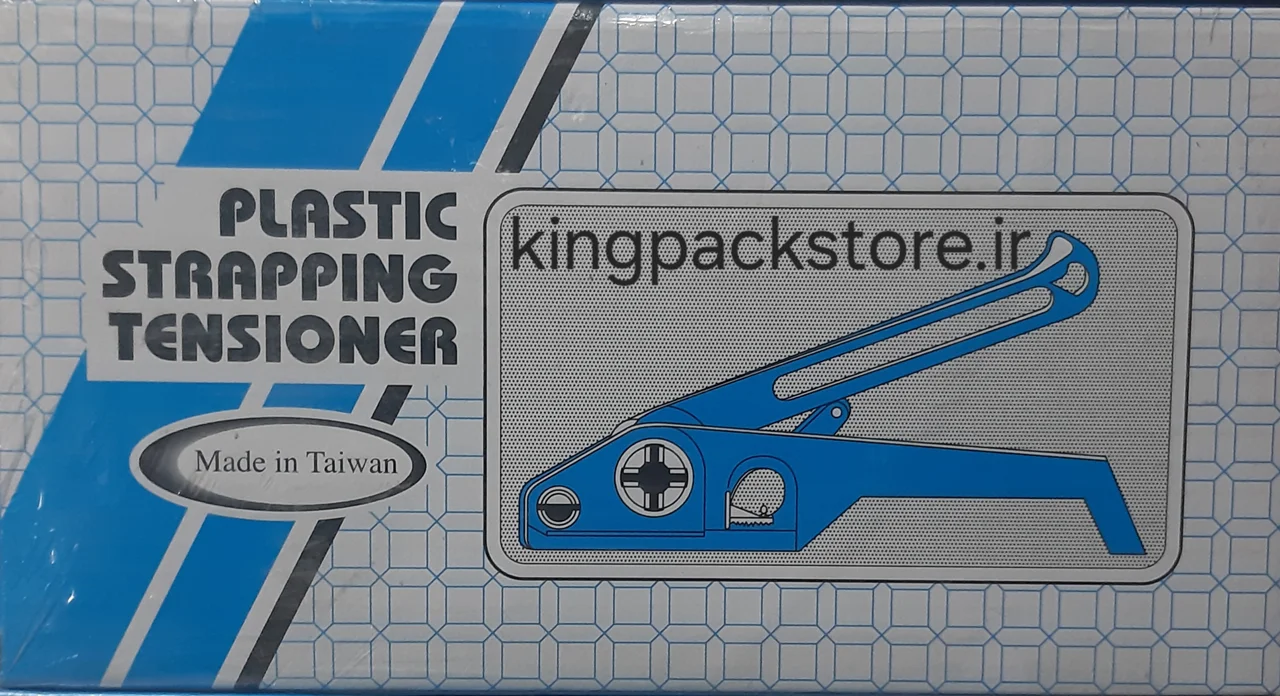 PLASTIC
STRAPPING
TENSIONER
kingpackstore.ir
Made in Taiwan